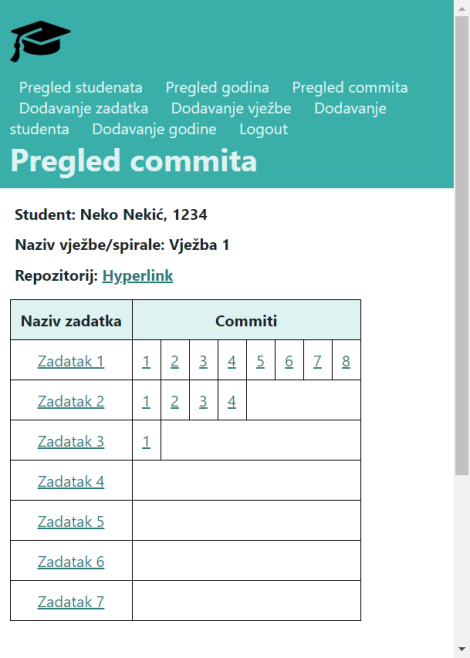 Pregled studenata Pregled godina Pregled commita
Dodavanje zadatka Dodavanje vježbe Dodavanje
studenta Dodavanje godine Logout
Pregled commita
Student: Neko Nekić, 1234
Naziv vježbe/spirale: Vježba 1
Repozitorij: Hyperlink
Naziv zadatka Commiti
Zadatak 1 1 2 3 4 5 6 7 8
Zadatak 2 1 2 3 4
Zadatak 3 1
Zadatak 4
Zadatak 5
Zadatak 6
Zadatak 7